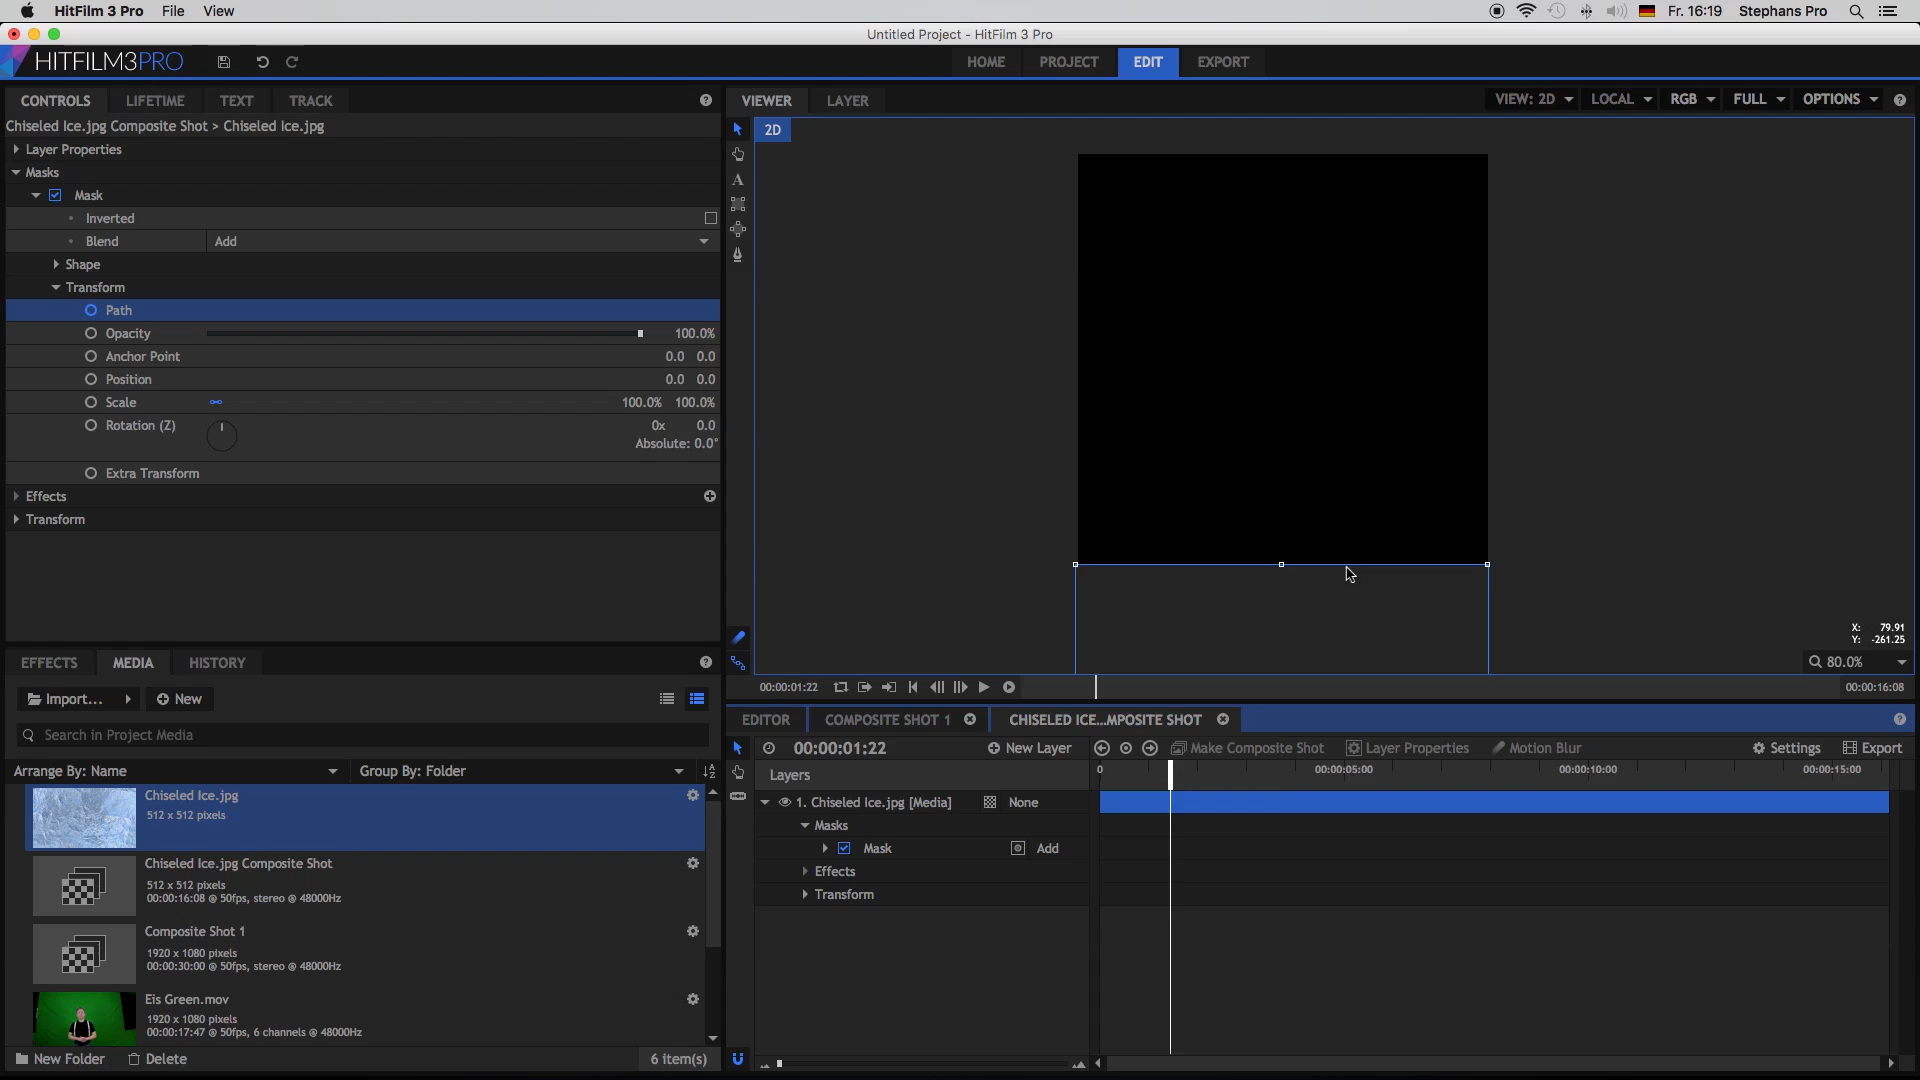 HitFilm 3 Pro File View Fr. 16:19 Stephans Pro
Untitled Project - HitFilm 3 Pro
HITFILM3PRO HOME PROJECT EDIT EXPORT
CONTROLS LIFETIME TEXT TRACK
Chiseled Ice.jpg Composite Shot > Chiseled Ice.jpg
Layer Properties
Masks
Mask
Inverted
Blend Add
Shape
Transform
Path
Opacity 100.0%
Anchor Point 0.0 0.0
Position 0.0 0.0
Scale 100.0% 100.0%
Rotation (Z) 0x 0.0
Absolute: 0.0°
Extra Transform
Effects
Transform
VIEWER LAYER VIEW: 2D LOCAL RGB FULL OPTIONS
2D
A
X: 79.91
Y: -261.25
80.0%
00:00:01:22 00:00:16:08
EFFECTS MEDIA HISTORY
Import... New
Search in Project Media
Arrange By: Name Group By: Folder
Chiseled Ice.jpg
512 x 512 pixels
Chiseled Ice.jpg Composite Shot
512 x 512 pixels
00:00:16:08 @ 50fps, stereo @ 48000Hz
Composite Shot 1
1920 x 1080 pixels
00:00:30:00 @ 50fps, stereo @ 48000Hz
Eis Green.mov
1920 x 1080 pixels
00:00:17:47 @ 50fps, 6 channels @ 48000Hz
New Folder Delete 6 item(s)
EDITOR COMPOSITE SHOT 1 CHISELED ICE...MPOSITE SHOT
00:00:01:22 New Layer Make Composite Shot Layer Properties Motion Blur Settings Export
Layers 0 00:00:05:00 00:00:10:00 00:00:15:00
1. Chiseled Ice.jpg [Media] None
Masks
Mask Add
Effects
Transform